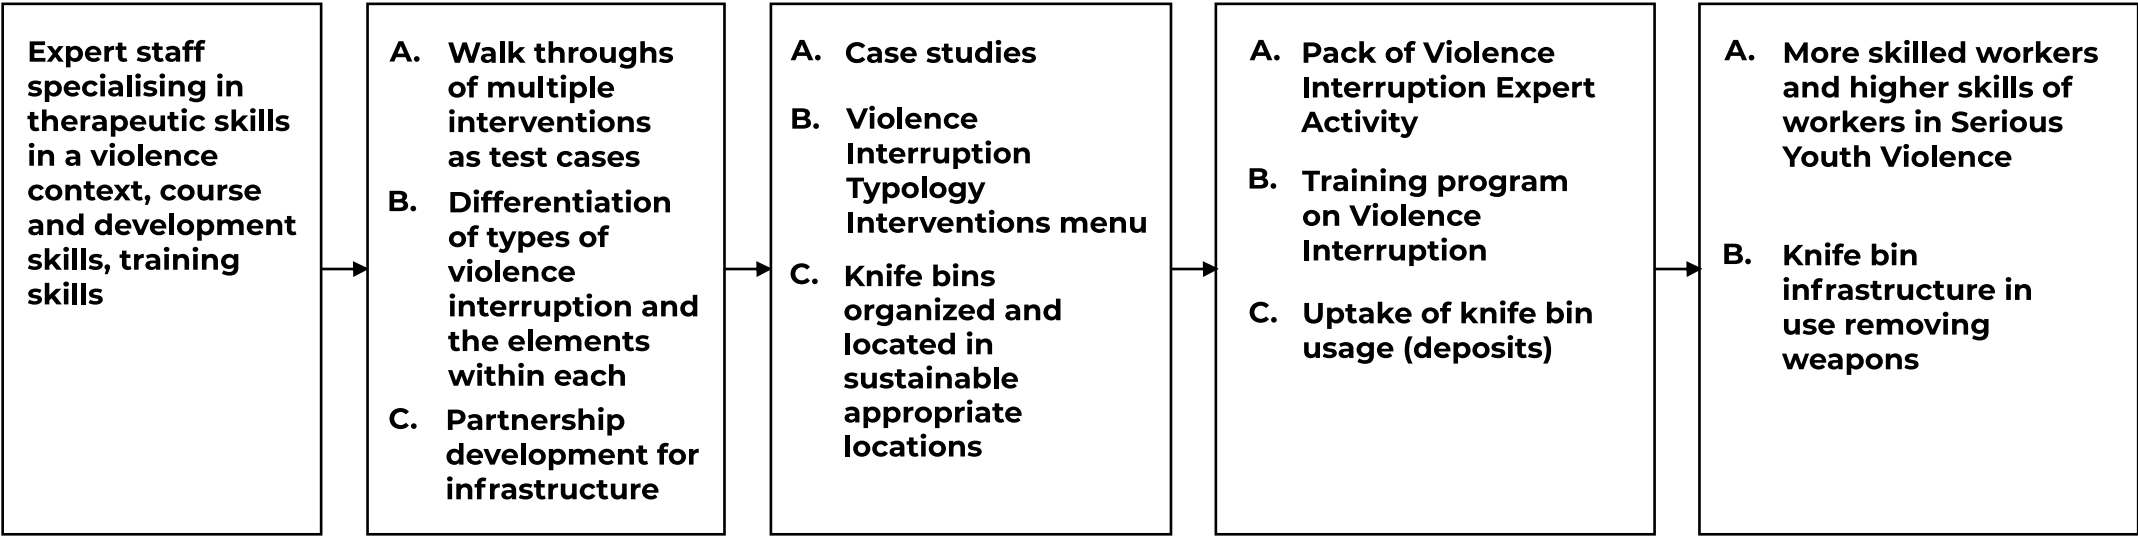 Expert staff
specialising in
therapeutic skills
in a violence
context, course
and development
skills, training
skills
A. Walk throughs
of multiple
interventions
as test cases
B. Differentiation
of types of
violence
interruption and
the elements
within each
C. Partnership
development for
infrastructure
A. Case studies
B. Violence
Interruption
Typology
Interventions menu
C. Knife bins
organized and
located in
sustainable
appropriate
locations
A. Pack of Violence
Interruption Expert
Activity
B. Training program
on Violence
Interruption
C. Uptake of knife bin
usage (deposits)
A. More skilled workers
and higher skills of
workers in Serious
Youth Violence
B. Knife bin
infrastructure in
use removing
weapons